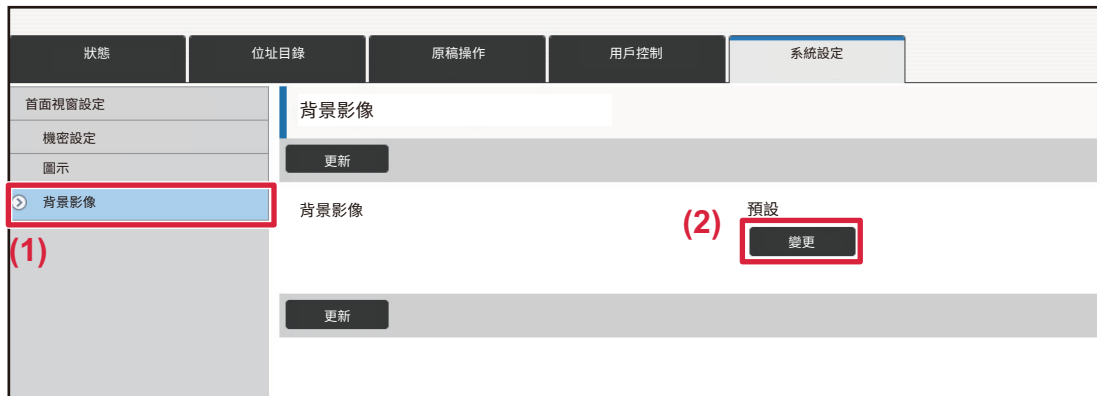 狀態
位址目錄
原稿操作
用戶控制
系統設定
首面視窗設定
機密設定
圖示
背景影像
(1)
背景影像
更新
背景影像
預設
(2)
變更
更新